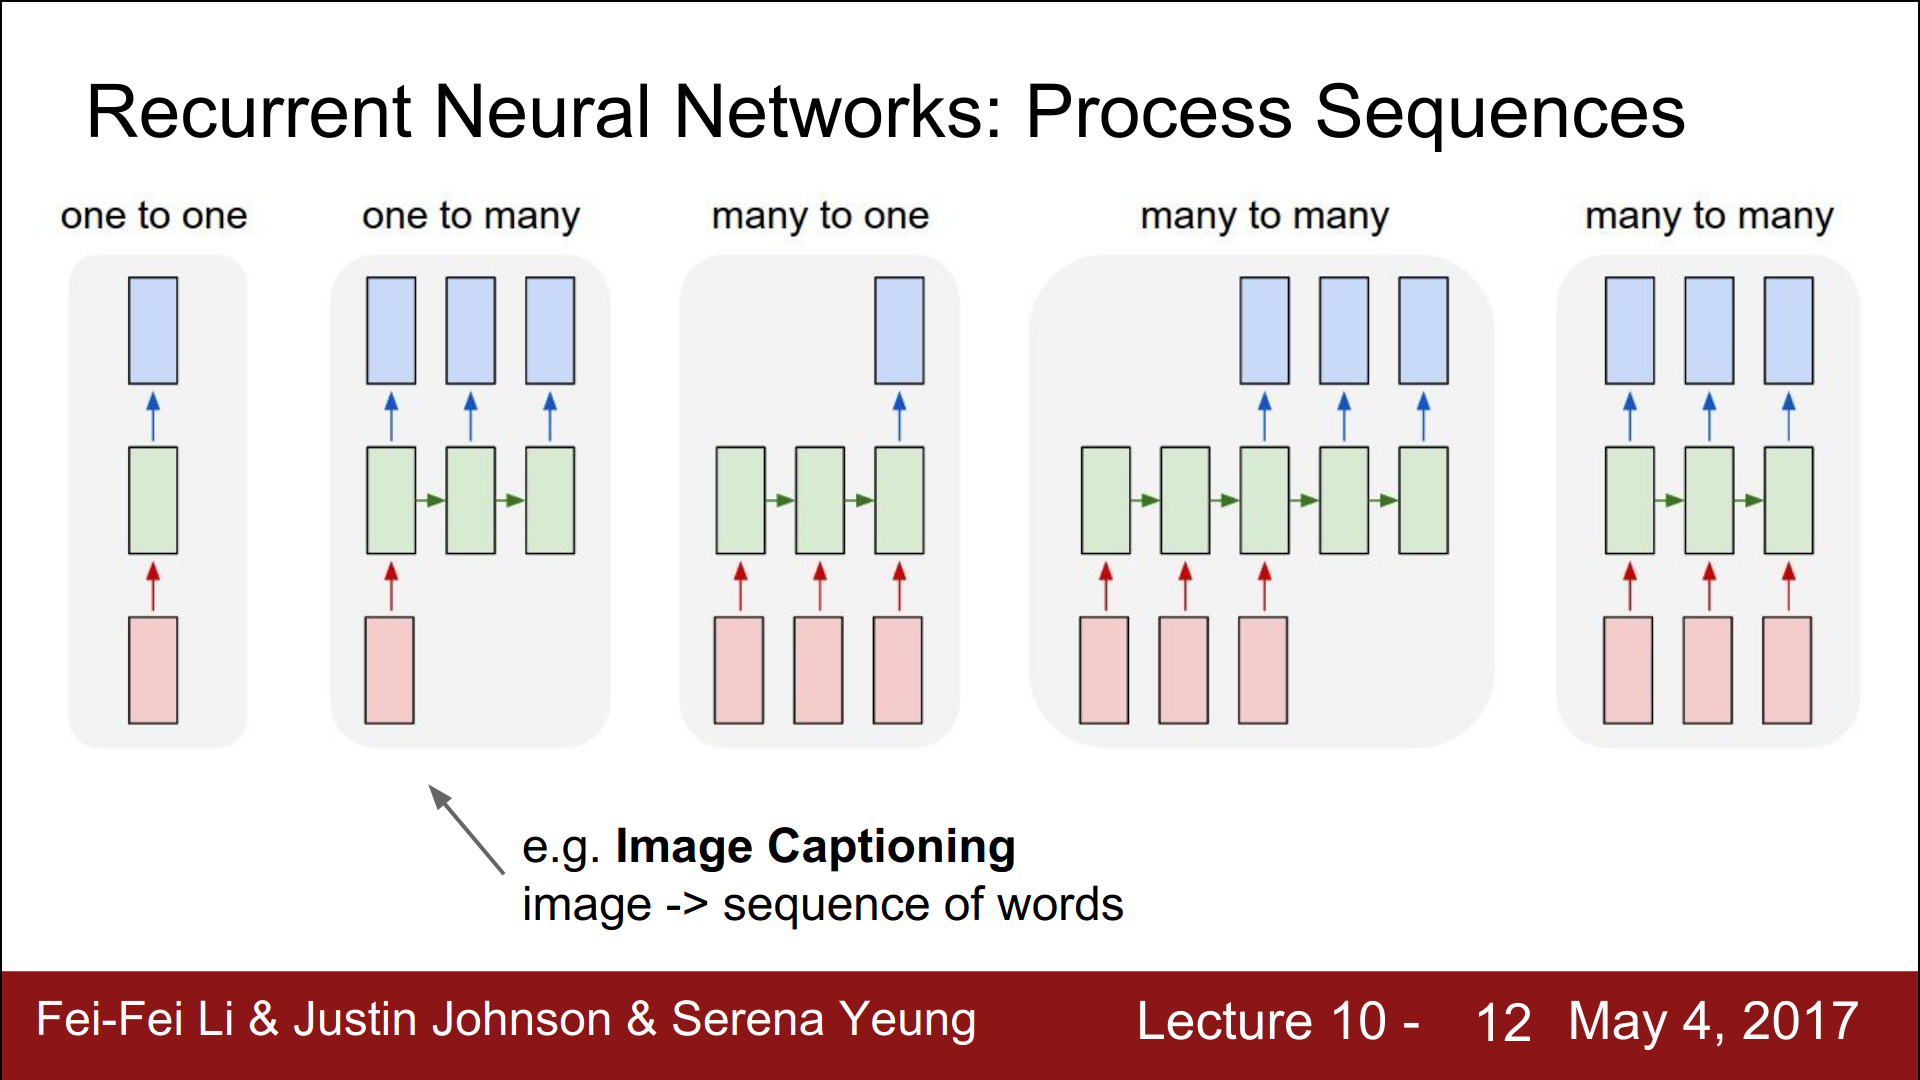 Recurrent Neural Networks: Process Sequences
one to one
one to many
many to one
many to many
many to many
e.g. Image Captioning
image -> sequence of words
Fei-Fei Li & Justin Johnson & Serena Yeung
Lecture 10 - 12 May 4, 2017